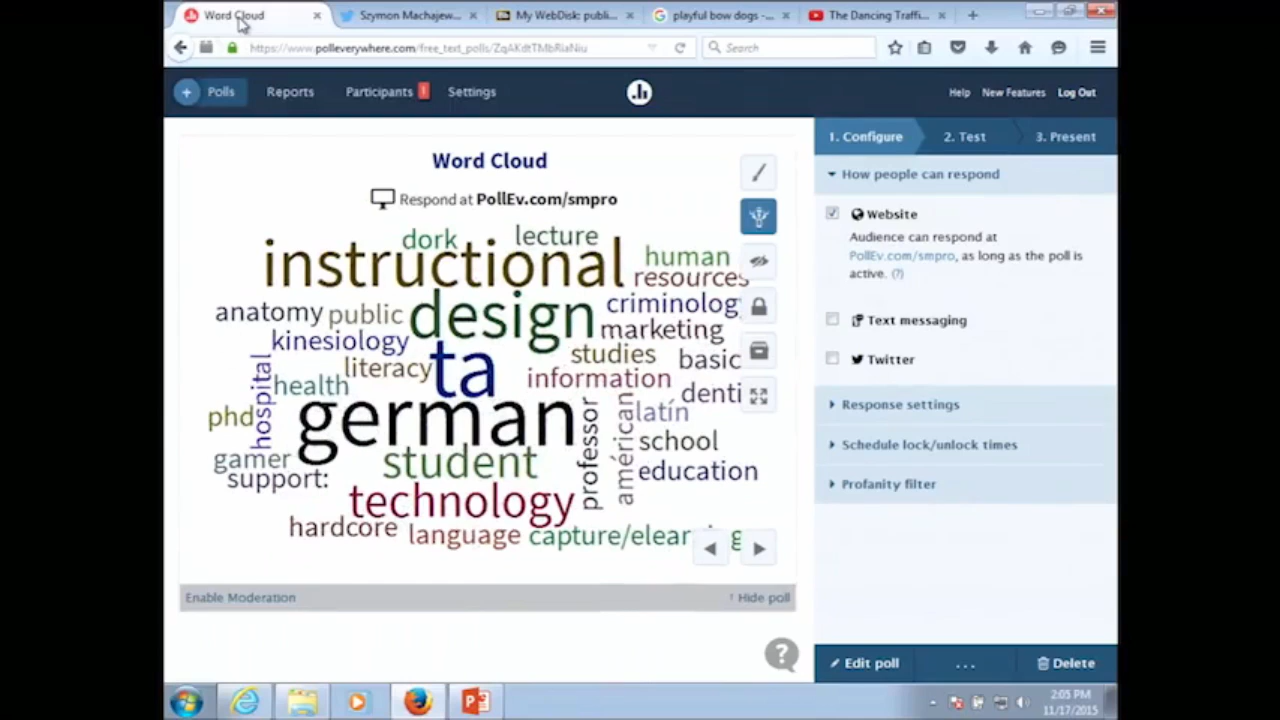 Word Cloud
Szymon Machajew...
My WebDisk: publi...
playful bow dogs -...
The Dancing Traffi...
https://www.polleverywhere.com/free_text_polls/ZqAKdtTMbRiaNiu
Search
Polls
Reports
Participants
Settings
Help
New Features
Log Out
Word Cloud
Respond at PollEv.com/smpro
dork
lecture
instructional
human
resources
anatomy
public
design
criminolog
marketing
kinesiology
literacy
ta
studies
basic
information
hospital
health
denti
phd
german
professor
américan
latín
school
gamer
student
education
support:
technology
hardcore
language
capture/elear
g
Enable Moderation
Hide poll
1. Configure
2. Test
3. Present
How people can respond
Website
Audience can respond at
PollEv.com/smpro, as long as the poll is
active. (?)
Text messaging
Twitter
Response settings
Schedule lock/unlock times
Profanity filter
Edit poll
...
Delete
2:05 PM
11/17/2015